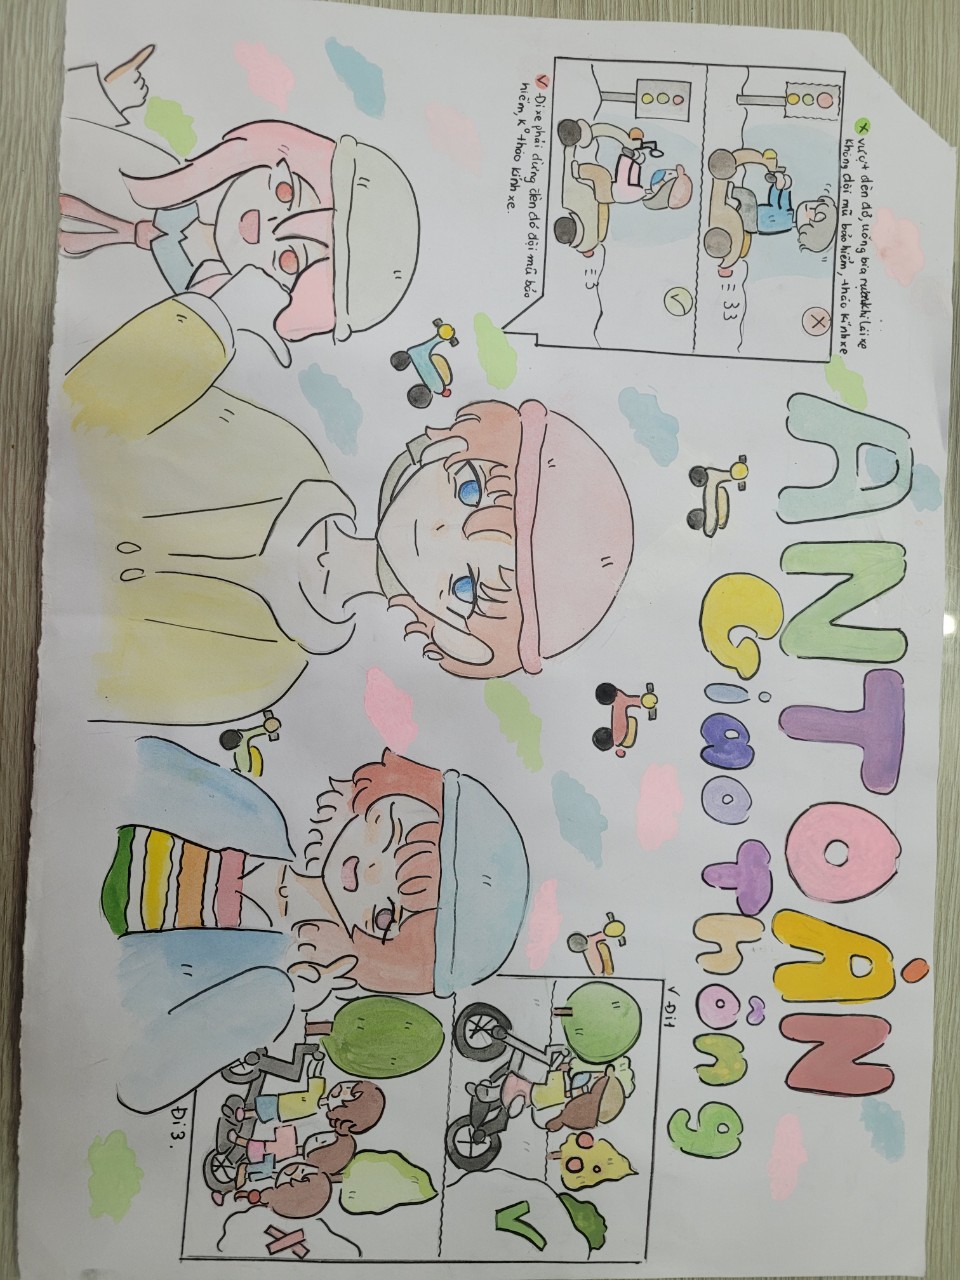 x vượt đèn đỏ, uống bia rượu khi lái xe
không đội mũ bảo hiểm, tháo kính xe
33
3
v Đi xe phải dừng đèn đỏ đội mũ bảo
hiểm, k° tháo kính xe.
AN TOÀN
Giao Thông
v Đi 1
Đi 3.